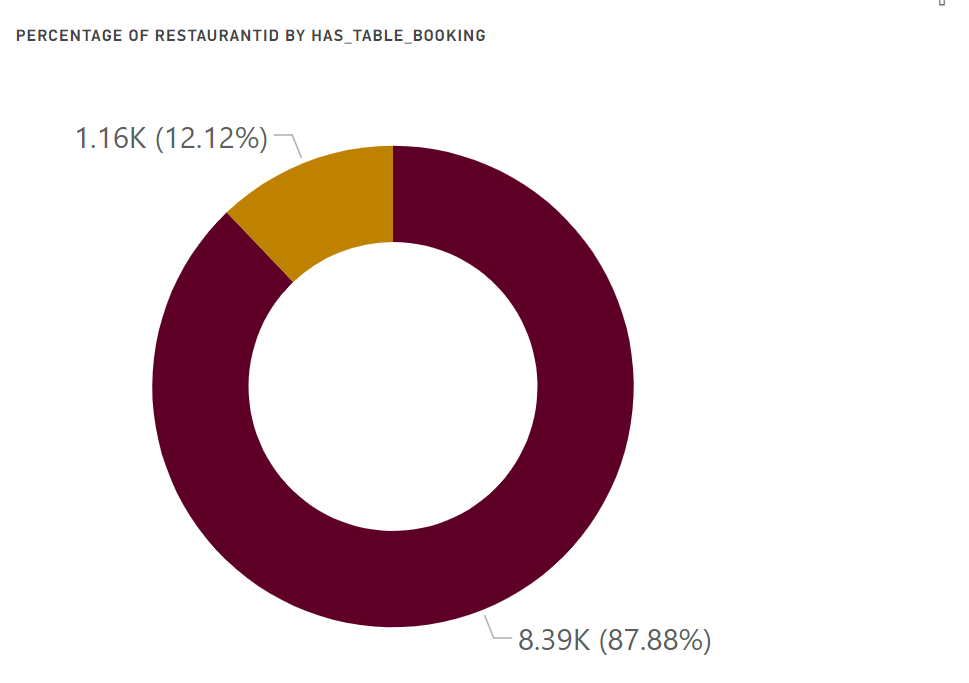 PERCENTAGE OF RESTAURANTID BY HAS_TABLE_BOOKING
1.16K (12.12%)
8.39K (87.88%)